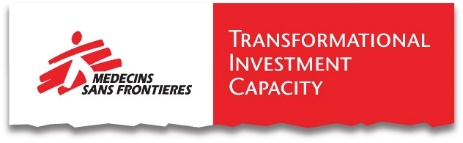 MEDECINS
SANS FRONTIERES
TRANSFORMATIONAL
INVESTMENT
CAPACITY